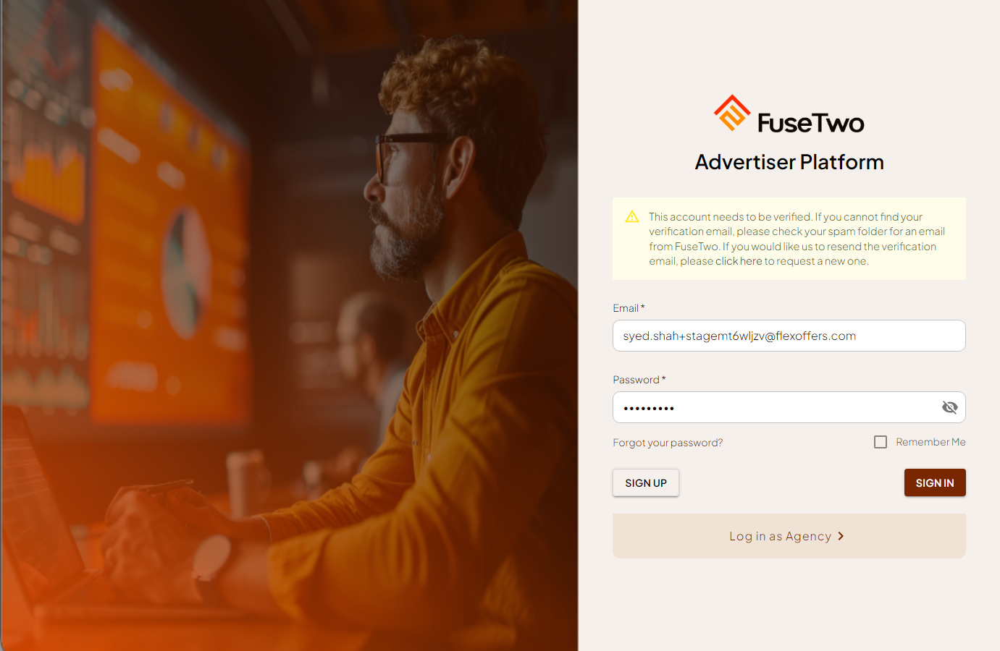 FuseTwo
Advertiser Platform
This account needs to be verified. If you cannot find your
verification email, please check your spam folder for an email
from FuseTwo. If you would like us to resend the verification
email, please click here to request a new one.
Email *
syed.shah+stagemt6wljzv@flexoffers.com
Password *
•••••••••
Forgot your password?
Remember Me
SIGN UP
SIGN IN
Log in as Agency